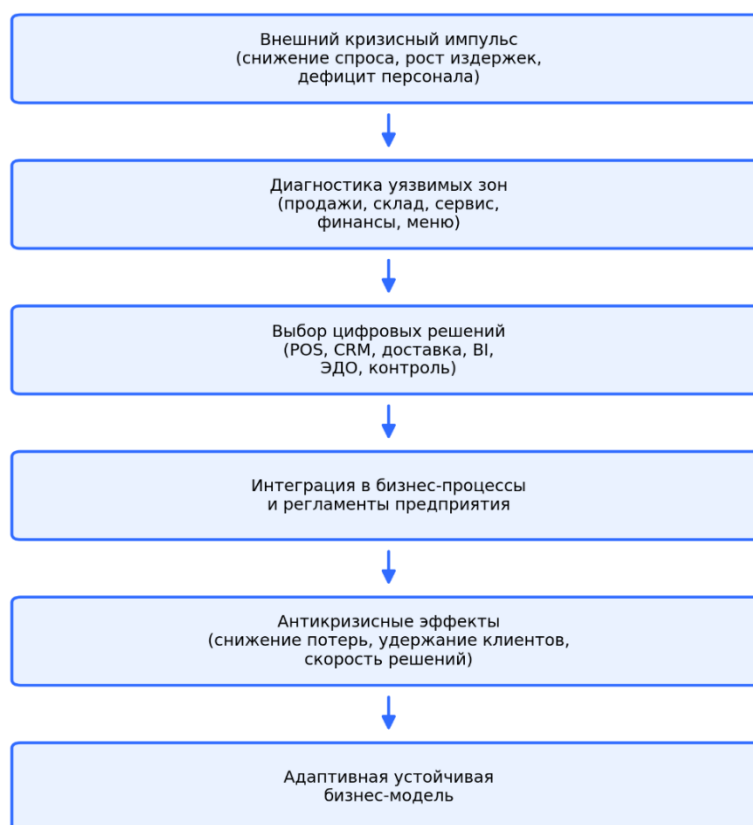 Внешний кризисный импульс
(снижение спроса, рост издержек,
дефицит персонала)
Диагностика уязвимых зон
(продажи, склад, сервис,
финансы, меню)
Выбор цифровых решений
(POS, CRM, доставка, BI,
ЭДО, контроль)
Интеграция в бизнес-процессы
и регламенты предприятия
Антикризисные эффекты
(снижение потерь, удержание клиентов,
скорость решений)
Адаптивная устойчивая
бизнес-модель